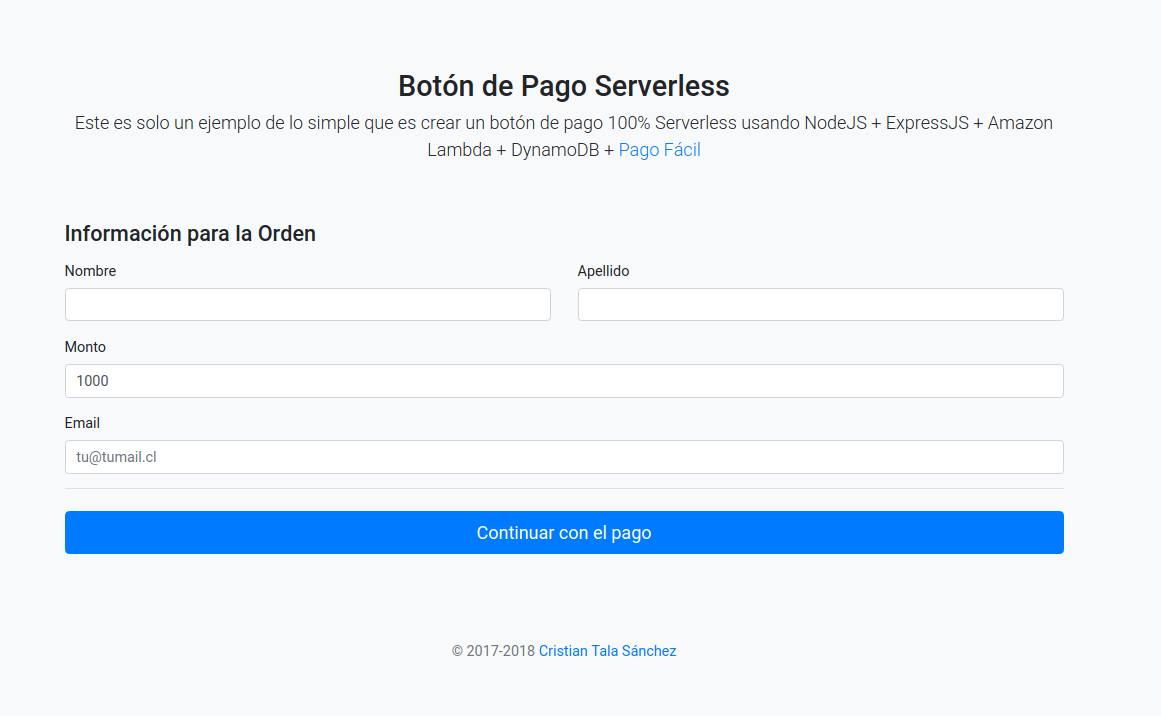 Botón de Pago Serverless
Este es solo un ejemplo de lo simple que es crear un botón de pago 100% Serverless usando NodeJS + ExpressJS + Amazon
Lambda + DynamoDB + Pago Fácil
Información para la Orden
Nombre
Apellido
Monto
1000
Email
tu@tumail.cl
Continuar con el pago
© 2017-2018 Cristian Tala Sánchez